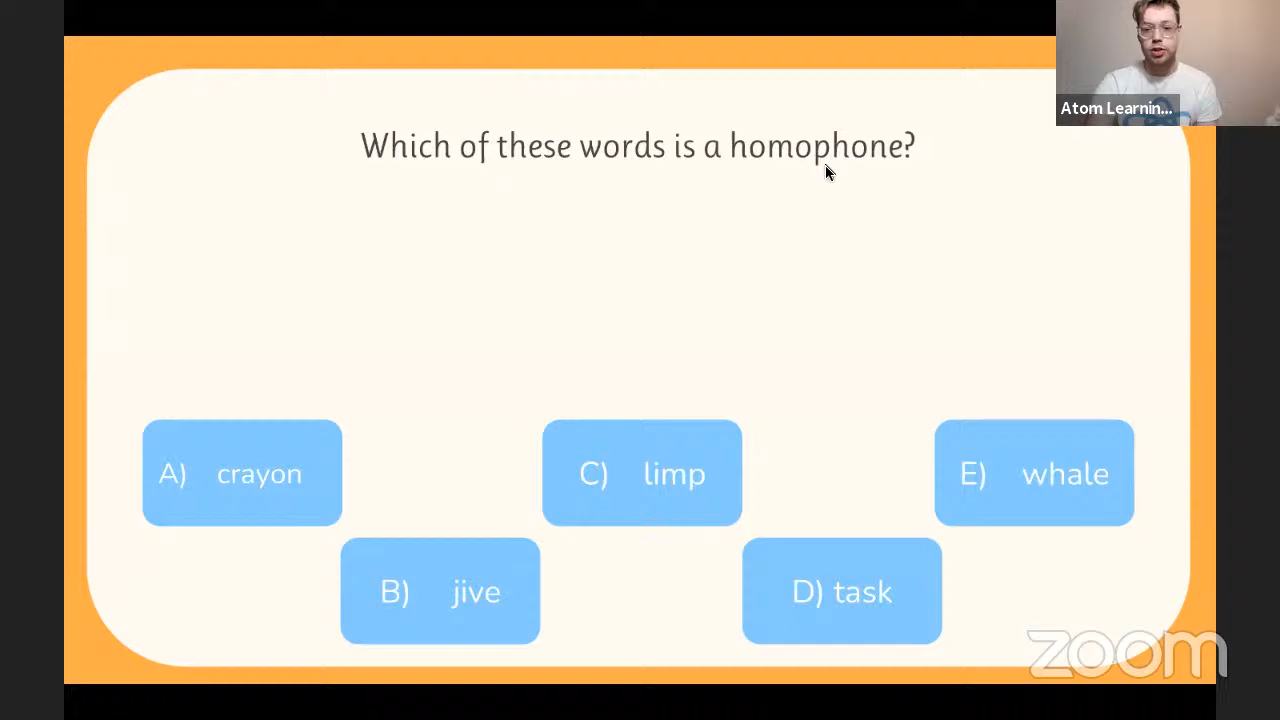 Atom Learnin...
Which of these words is a homophone?
A) crayon
C) limp
E) whale
B) jive
D) task
zoom